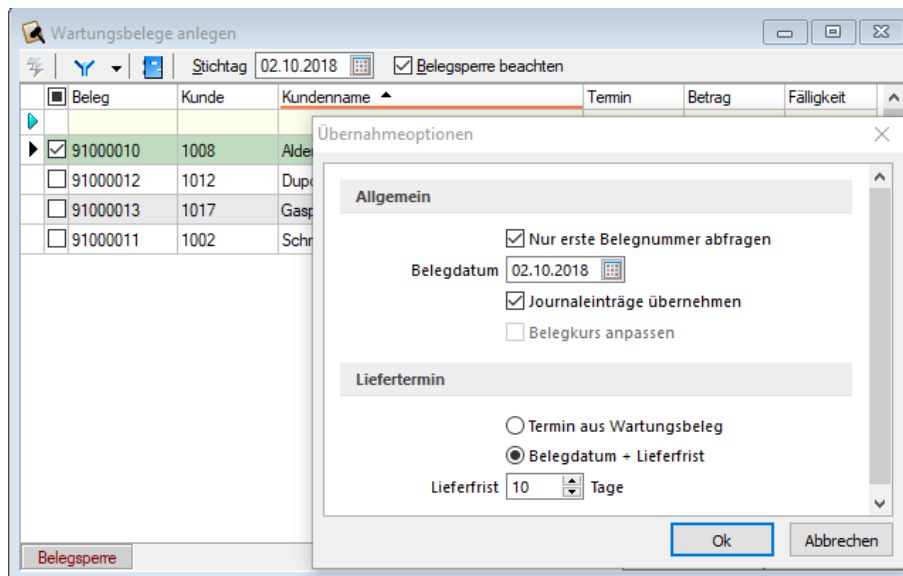 Wartungsbelege anlegen
Stichtag 02.10.2018 Belegsperre beachten
Beleg Kunde Kundenname Termin Betrag Fälligkeit
91000010 1008
91000012 1012
91000013 1017
91000011 1002
Übernahmeoptionen
Allgemein
Nur erste Belegnummer abfragen
Belegdatum 02.10.2018
Journaleinträge übernehmen
Belegkurs anpassen
Liefertermin
Termin aus Wartungsbeleg
Belegdatum + Lieferfrist
Lieferfrist 10 Tage
Ok Abbrechen
Belegsperre